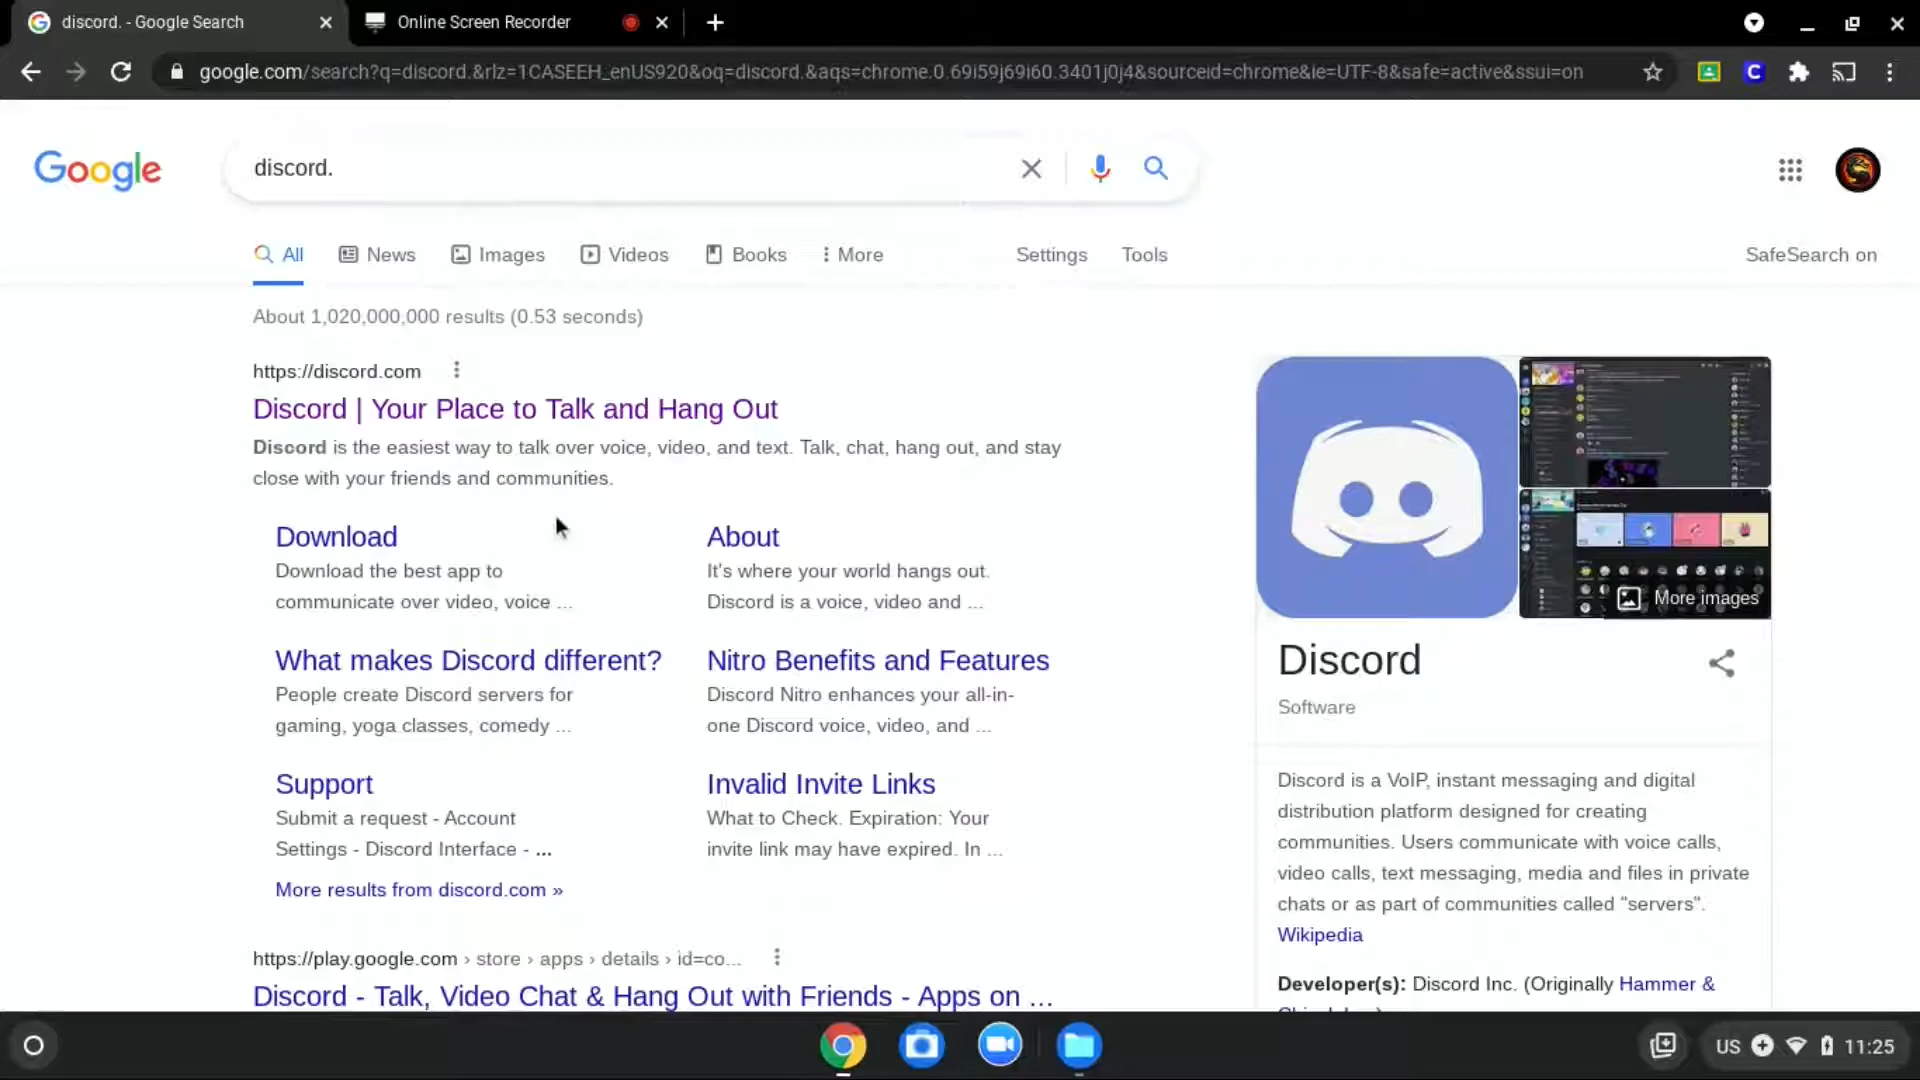 discord. - Google Search
Online Screen Recorder
google.com/search?q=discord.&rlz=1CASEEH_enUS920&oq=discord.&aqs=chrome.0.69i59j69i60.3401j0j4&sourceid=chrome&ie=UTF-8&safe=active&ssui=on
Google
discord.
All
News
Images
Videos
Books
More
Settings
Tools
SafeSearch on
About 1,020,000,000 results (0.53 seconds)
https://discord.com
Discord | Your Place to Talk and Hang Out
Discord is the easiest way to talk over voice, video, and text. Talk, chat, hang out, and stay
close with your friends and communities.
Download
Download the best app to
communicate over video, voice ...
About
It's where your world hangs out.
Discord is a voice, video and ...
What makes Discord different?
People create Discord servers for
gaming, yoga classes, comedy ...
Nitro Benefits and Features
Discord Nitro enhances your all-in-
one Discord voice, video, and ...
Support
Submit a request - Account
Settings - Discord Interface - ...
Invalid Invite Links
What to Check. Expiration: Your
invite link may have expired. In ...
More results from discord.com »
https://play.google.com › store › apps › details › id=co...
Discord - Talk, Video Chat & Hang Out with Friends - Apps on ...
More images
Discord
Software
Discord is a VoIP, instant messaging and digital
distribution platform designed for creating
communities. Users communicate with voice calls,
video calls, text messaging, media and files in private
chats or as part of communities called "servers".
Wikipedia
Developer(s): Discord Inc. (Originally Hammer &
US
11:25